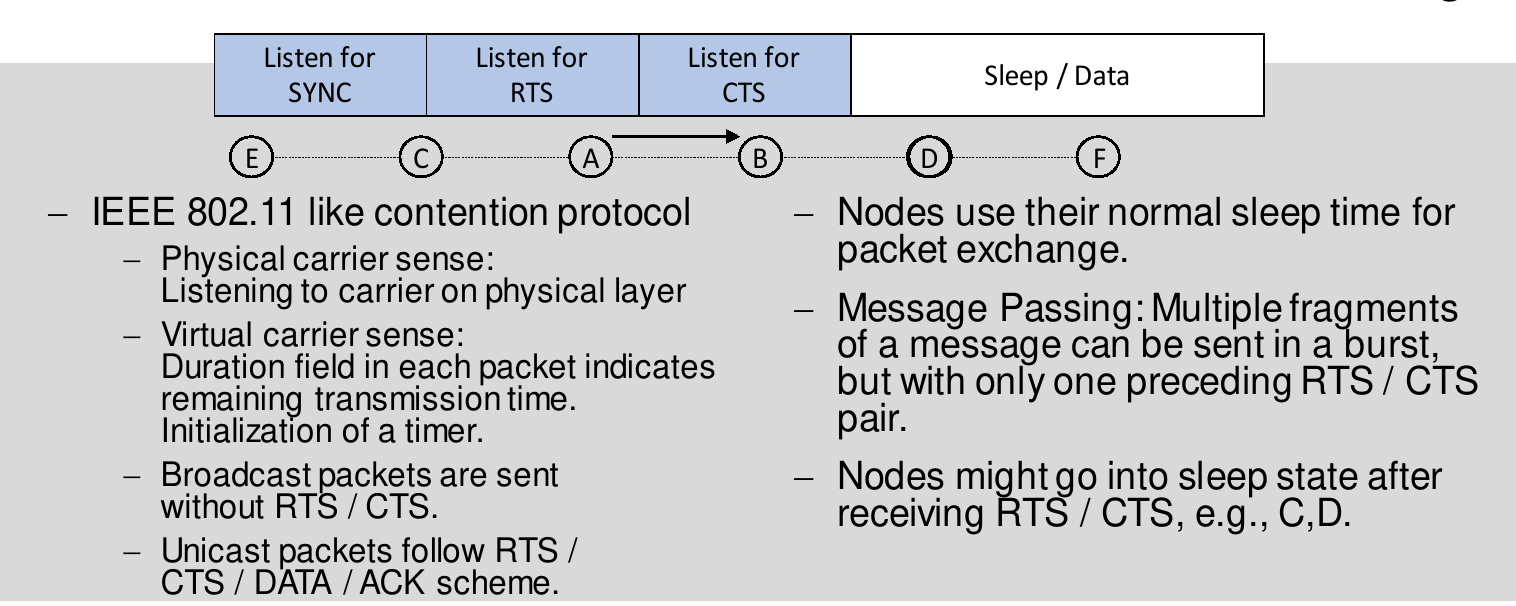 Listen for
SYNC
Listen for
RTS
Listen for
CTS
Sleep / Data
E C A B D F
– IEEE 802.11 like contention protocol
– Physical carrier sense:
Listening to carrier on physical layer
– Virtual carrier sense:
Duration field in each packet indicates
remaining transmission time.
Initialization of a timer.
– Broadcast packets are sent
without RTS / CTS.
– Unicast packets follow RTS /
CTS / DATA / ACK scheme.
– Nodes use their normal sleep time for
packet exchange.
– Message Passing: Multiple fragments
of a message can be sent in a burst,
but with only one preceding RTS / CTS
pair.
– Nodes might go into sleep state after
receiving RTS / CTS, e.g., C,D.